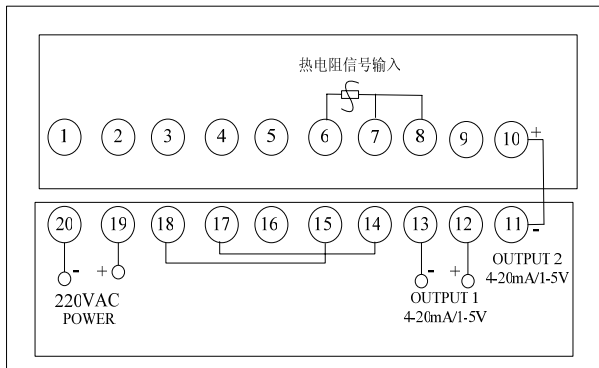 热电阻信号输入
1 2 3 4 5 6 7 8 9 10 +
20 19 18 17 16 15 14 13 12 11 -
- + - + OUTPUT 2
220VAC OUTPUT 1 4-20mA/1-5V
POWER 4-20mA/1-5V